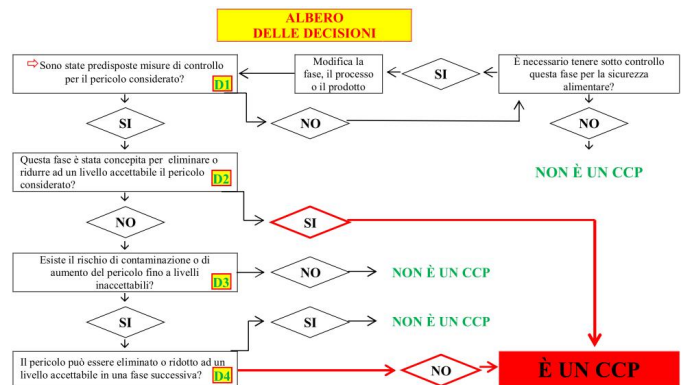 ALBERO
DELLE DECISIONI
⇨Sono state predisposte misure di controllo
per il pericolo considerato?
D1
Modifica la
fase, il processo
o il prodotto
SI
È necessario tenere sotto controllo
questa fase per la sicurezza
alimentare?
SI
NO
NO
NON È UN CCP
Questa fase è stata concepita per eliminare o
ridurre ad un livello accettabile il pericolo
considerato?
D2
NO
SI
Esiste il rischio di contaminazione o di
aumento del pericolo fino a livelli
inaccettabili?
D3
NO
NON È UN CCP
SI
SI
NON È UN CCP
Il pericolo può essere eliminato o ridotto ad un
livello accettabile in una fase successiva?
D4
NO
È UN CCP